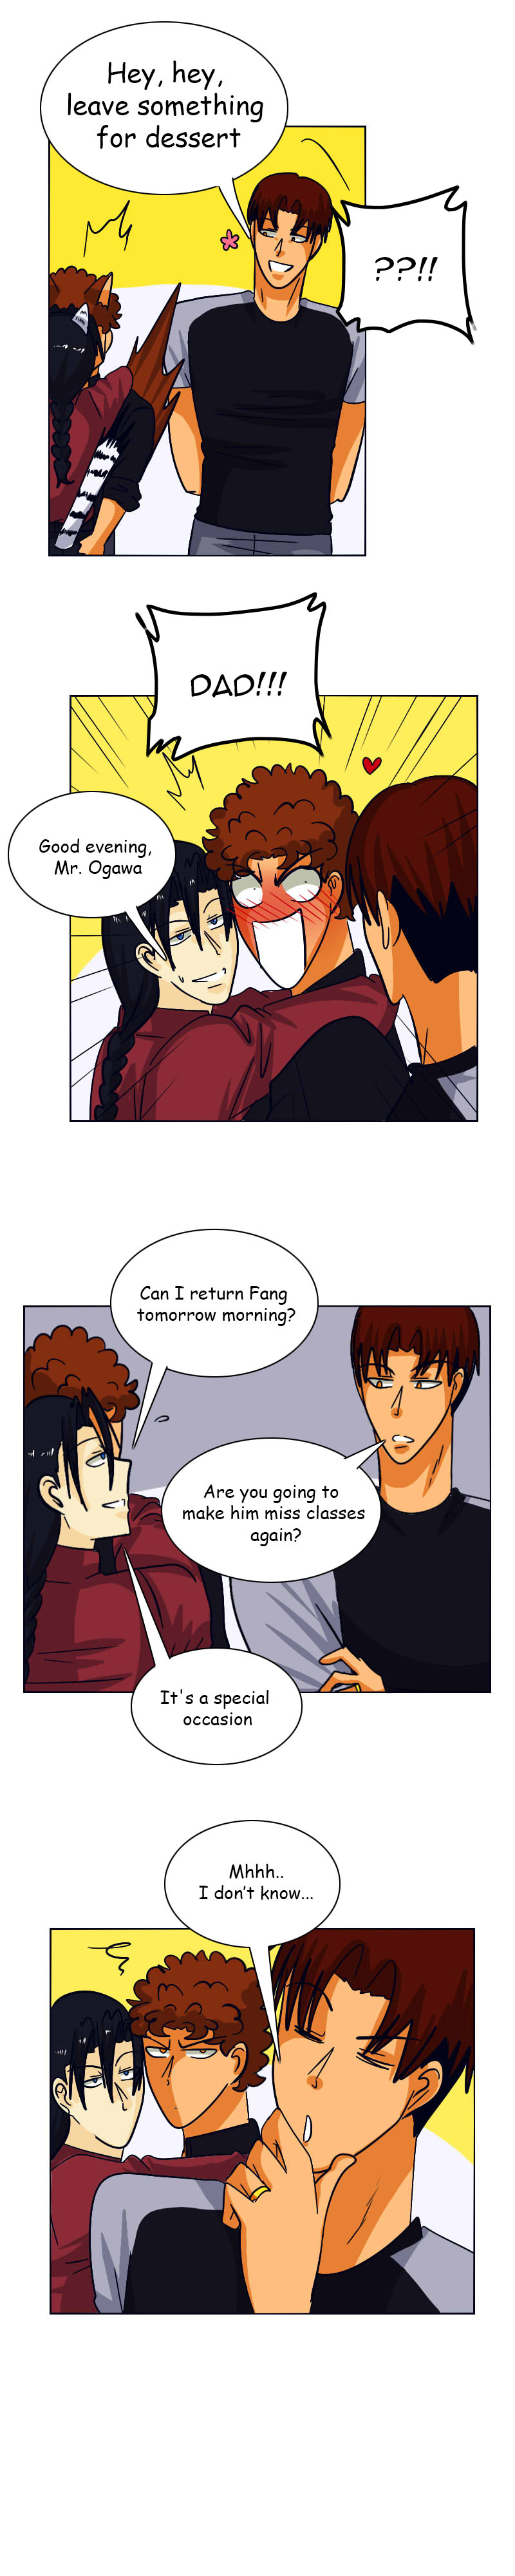 Hey, hey,
leave something
for dessert
??!!
DAD!!!
Good evening,
Mr. Ogawa
Can I return Fang
tomorrow morning?
Are you going to
make him miss classes
again?
It's a special
occasion
Mhhh..
I don't know...